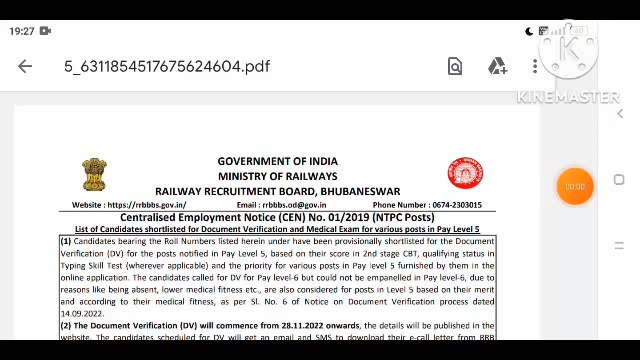 19:27
60
5_6311854517675624604.pdf
KINEMASTER
00:00
GOVERNMENT OF INDIA
MINISTRY OF RAILWAYS
RAILWAY RECRUITMENT BOARD, BHUBANESWAR
Website : https://rrbbbs.gov.in/ Email : rrbbbs.od@gov.in Phone Number : 0674-2303015
Centralised Employment Notice (CEN) No. 01/2019 (NTPC Posts)
List of Candidates shortlisted for Document Verification and Medical Exam for various posts in Pay Level 5
(1) Candidates bearing the Roll Numbers listed herein under have been provisionally shortlisted for the Document
Verification (DV) for the posts notified in Pay Level 5, based on their score in 2nd stage CBT, qualifying status in
Typing Skill Test (wherever applicable) and the priority for various posts in Pay level 5 furnished by them in the
online application. The candidates called for DV for Pay level-6 but could not be empanelled in Pay level-6, due to
reasons like being absent, lower medical fitness etc., are also considered for posts in Level 5 based on their merit
and according to their medical fitness, as per Sl. No. 6 of Notice on Document Verification process dated
14.09.2022.
(2) The Document Verification (DV) will commence from 28.11.2022 onwards, the details will be published in the
website. The candidates scheduled for DV will get an email and SMS to download their e-call letter from RRB